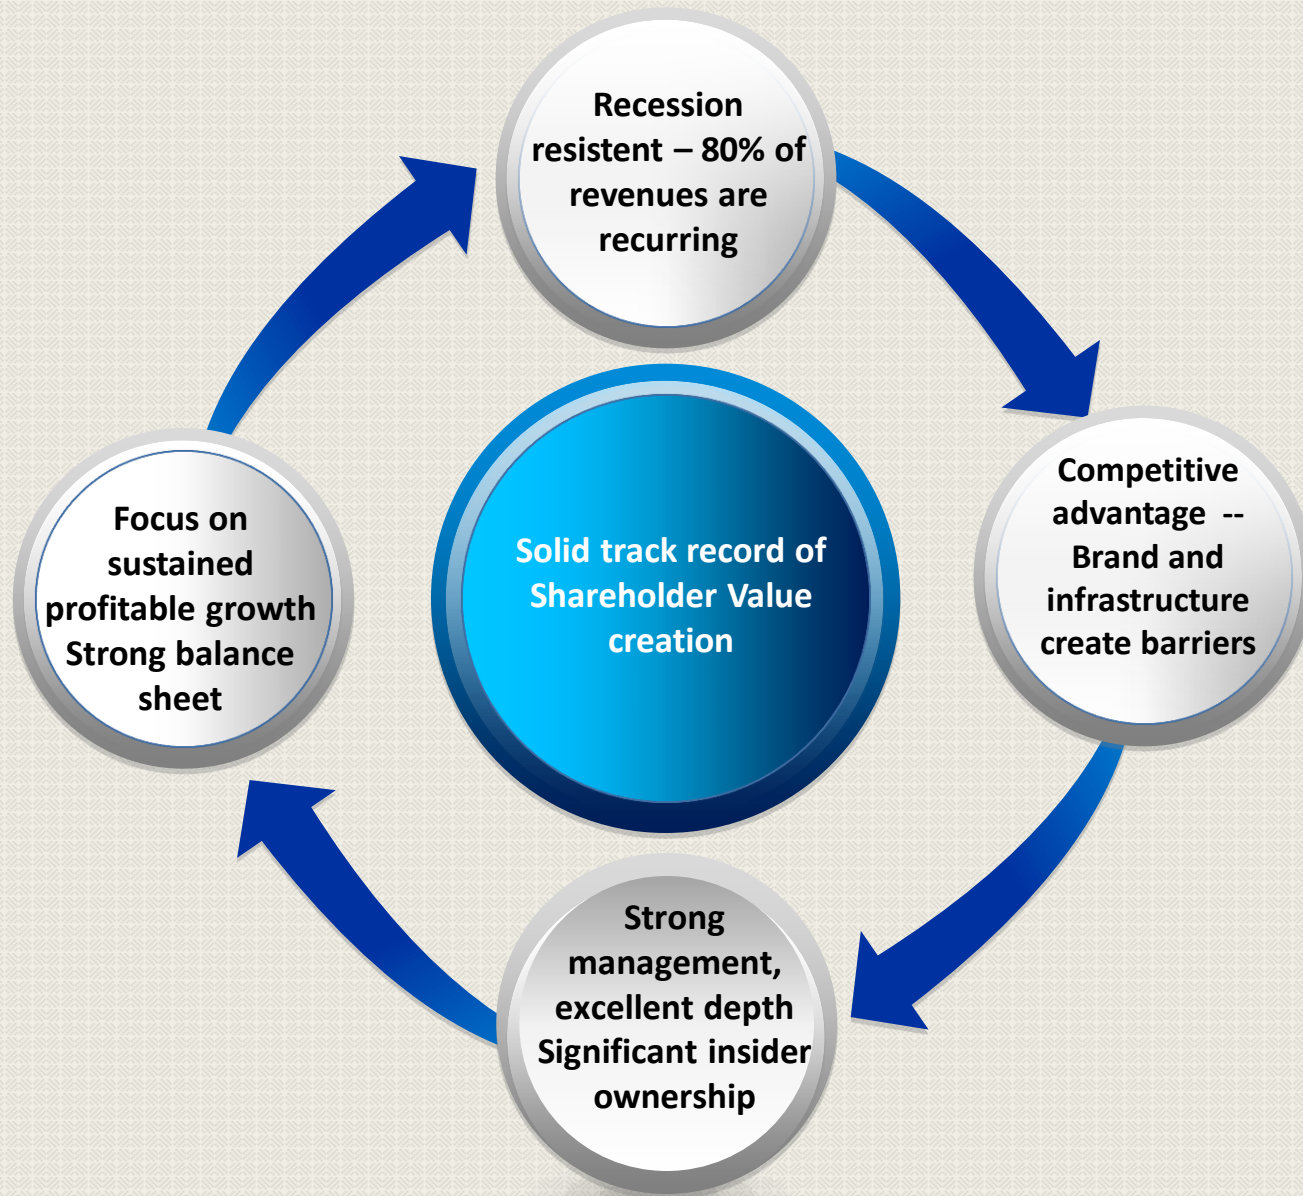 Recession
resistent – 80% of
revenues are
recurring
Competitive
advantage --
Brand and
infrastructure
create barriers
Strong
management,
excellent depth
Significant insider
ownership
Focus on
sustained
profitable growth
Strong balance
sheet
Solid track record of
Shareholder Value
creation